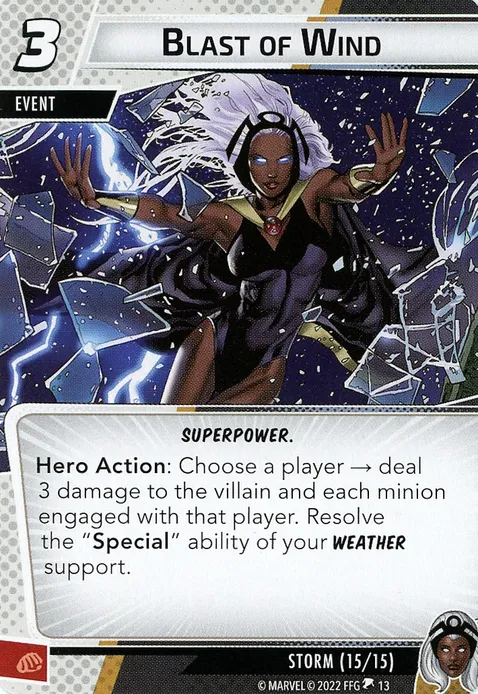 3
BLAST OF WIND
EVENT
SUPERPOWER.
Hero Action: Choose a player → deal
3 damage to the villain and each minion
engaged with that player. Resolve
the “Special” ability of your WEATHER
support.
STORM (15/15)
© MARVEL © 2022 FFG 13